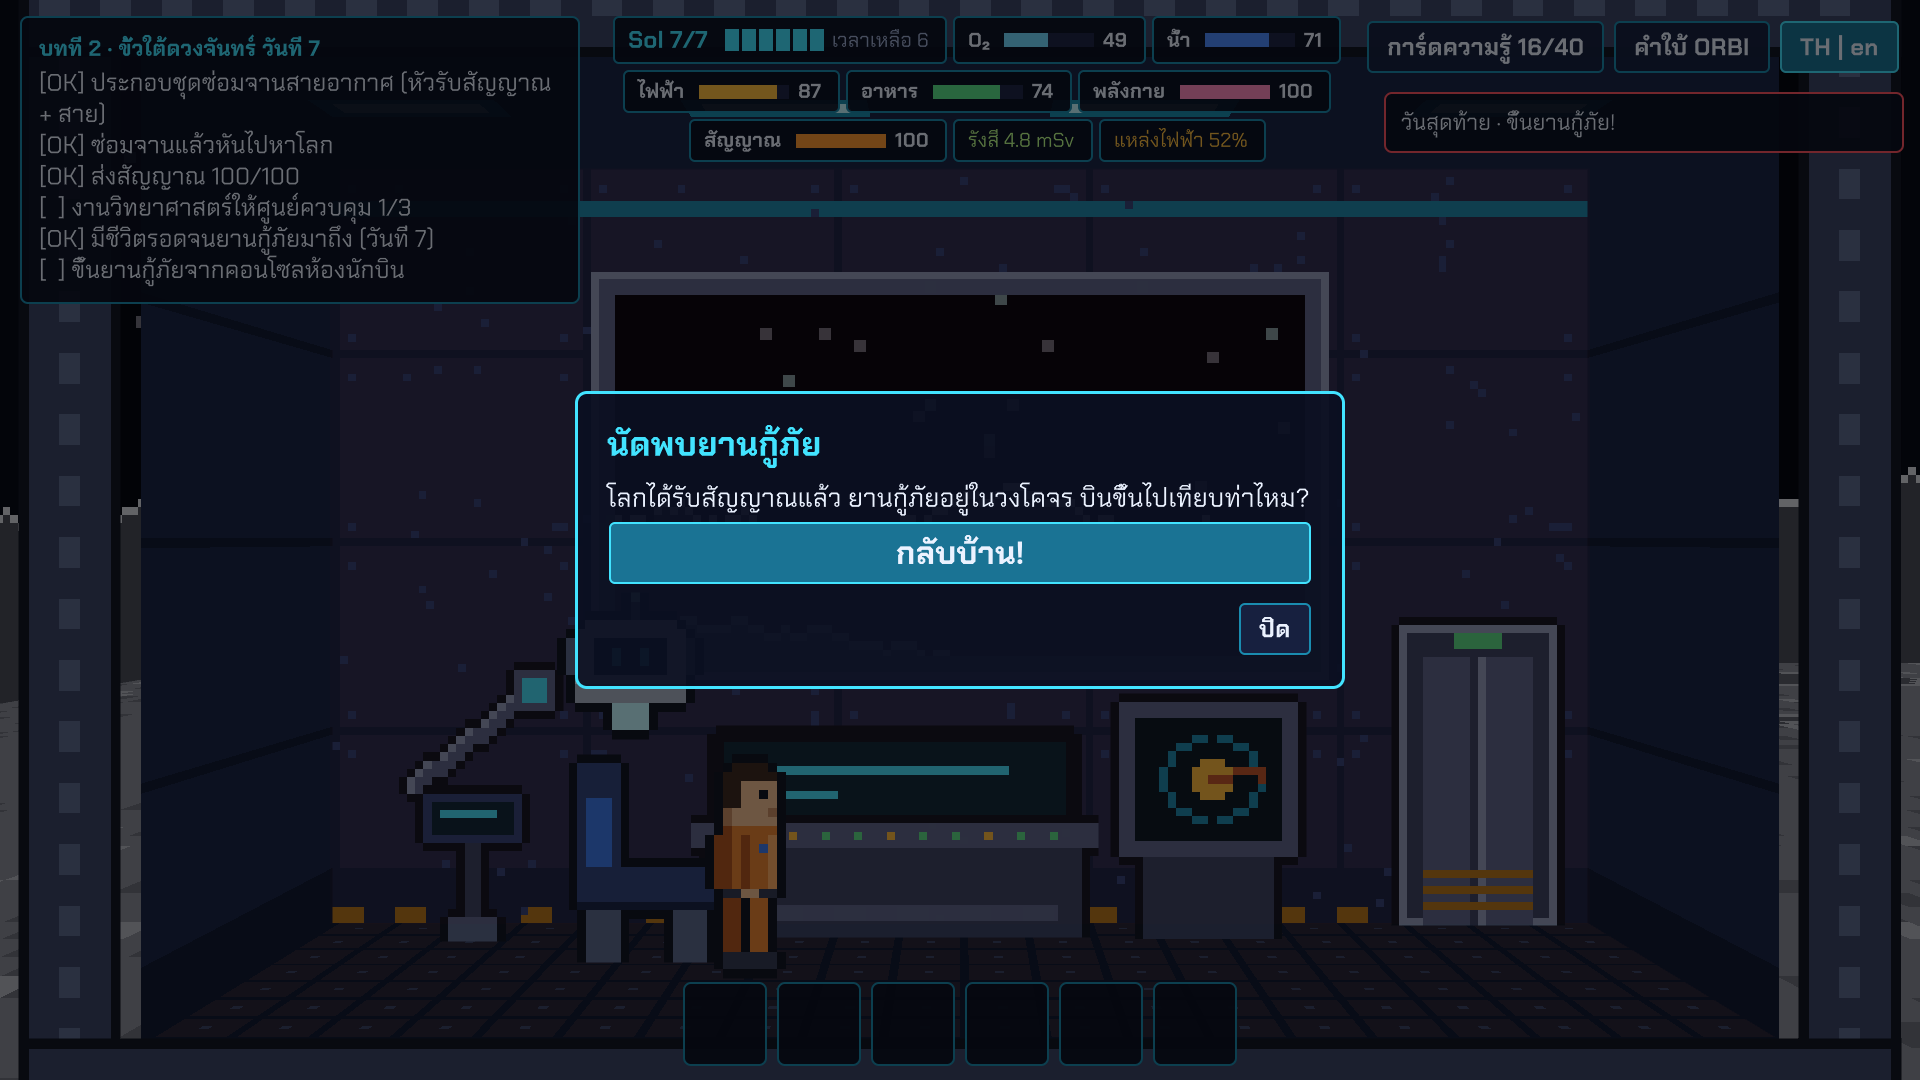 บทที่ 2 · ขั้วใต้ดวงจันทร์ วันที่ 7
[OK] ประกอบชุดซ่อมจานสายอากาศ (หัวรับสัญญาณ
+ สาย)
[OK] ซ่อมจานแล้วหันไปหาโลก
[OK] ส่งสัญญาณ 100/100
[ ] งานวิทยาศาสตร์ให้ศูนย์ควบคุม 1/3
[OK] มีชีวิตรอดจนยานกู้ภัยมาถึง (วันที่ 7)
[ ] ขึ้นยานกู้ภัยจากคอนโซลห้องนักบิน
Sol 7/7 เวลาเหลือ 6
O₂ 49
น้ำ 71
ไฟฟ้า 87
อาหาร 74
พลังกาย 100
สัญญาณ 100
รังสี 4.8 mSv
แหล่งไฟฟ้า 52%
การ์ดความรู้ 16/40
คำใบ้ ORBI
TH | en
วันสุดท้าย · ขึ้นยานกู้ภัย!
นัดพบยานกู้ภัย
โลกได้รับสัญญาณแล้ว ยานกู้ภัยอยู่ในวงโคจร บินขึ้นไปเทียบท่าไหม?
กลับบ้าน!
ปิด